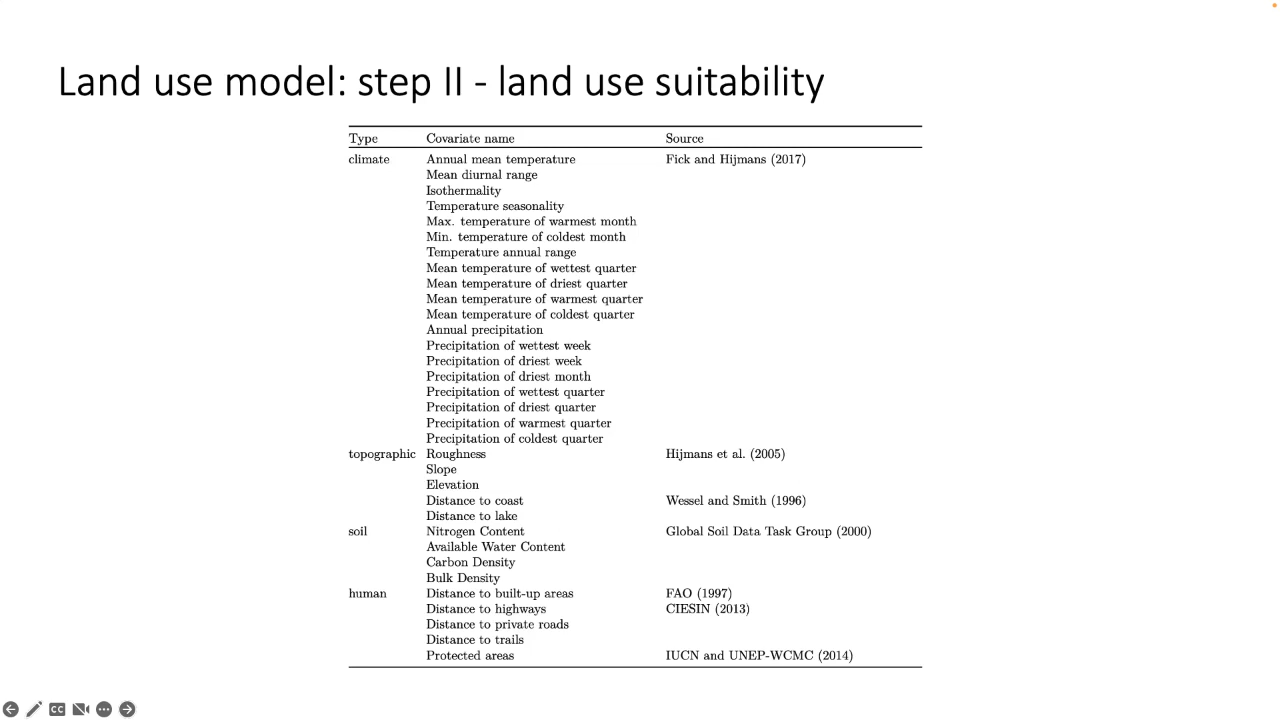 Land use model: step II - land use suitability
Type Covariate name Source
climate Annual mean temperature Fick and Hijmans (2017)
Mean diurnal range
Isothermality
Temperature seasonality
Max. temperature of warmest month
Min. temperature of coldest month
Temperature annual range
Mean temperature of wettest quarter
Mean temperature of driest quarter
Mean temperature of warmest quarter
Mean temperature of coldest quarter
Annual precipitation
Precipitation of wettest week
Precipitation of driest week
Precipitation of driest month
Precipitation of wettest quarter
Precipitation of driest quarter
Precipitation of warmest quarter
Precipitation of coldest quarter
topographic Roughness Hijmans et al. (2005)
Slope
Elevation
Distance to coast Wessel and Smith (1996)
Distance to lake
soil Nitrogen Content Global Soil Data Task Group (2000)
Available Water Content
Carbon Density
Bulk Density
human Distance to built-up areas FAO (1997)
Distance to highways CIESIN (2013)
Distance to private roads
Distance to trails
Protected areas IUCN and UNEP-WCMC (2014)
CC